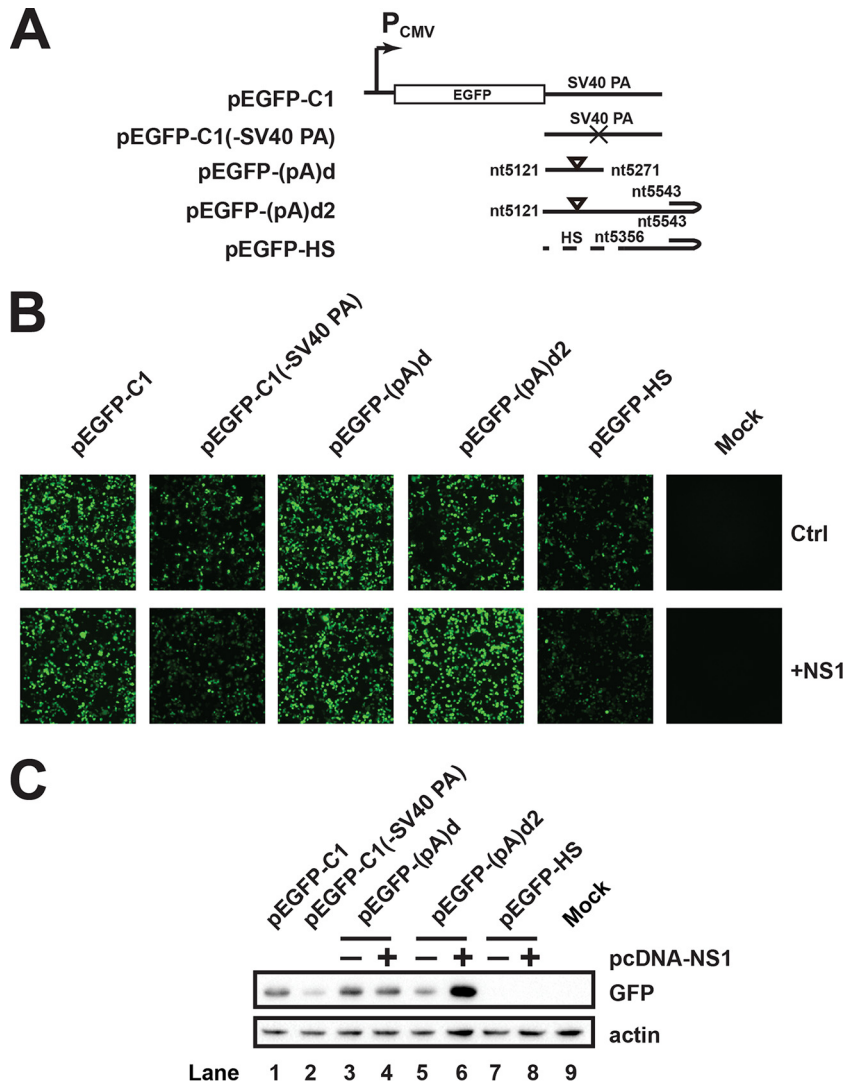 A
PCMV
pEGFP-C1
EGFP
SV40 PA
pEGFP-C1(-SV40 PA)
SV40 PA
pEGFP-(pA)d
nt5121
nt5271
pEGFP-(pA)d2
nt5121
nt5543
nt5543
pEGFP-HS
HS
nt5356
B
pEGFP-C1
pEGFP-C1(-SV40 PA)
pEGFP-(pA)d
pEGFP-(pA)d2
pEGFP-HS
Mock
Ctrl
+NS1
C
pEGFP-C1
pEGFP-C1(-SV40 PA)
pEGFP-(pA)d
pEGFP-(pA)d2
pEGFP-HS
Mock
− + − + − + pcDNA-NS1
GFP
actin
Lane 1 2 3 4 5 6 7 8 9